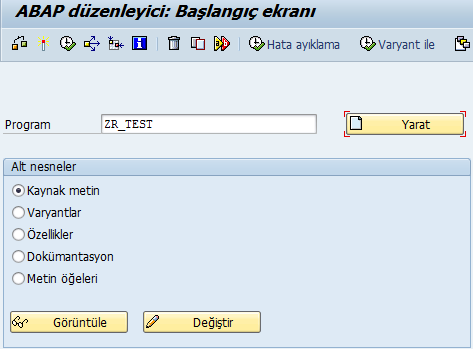 ABAP düzenleyici: Başlangıç ekranı
Hata ayıklama Varyant ile
Program ZR_TEST Yarat
Alt nesneler
Kaynak metin
Varyantlar
Özellikler
Dokümantasyon
Metin öğeleri
Görüntüle Değiştir